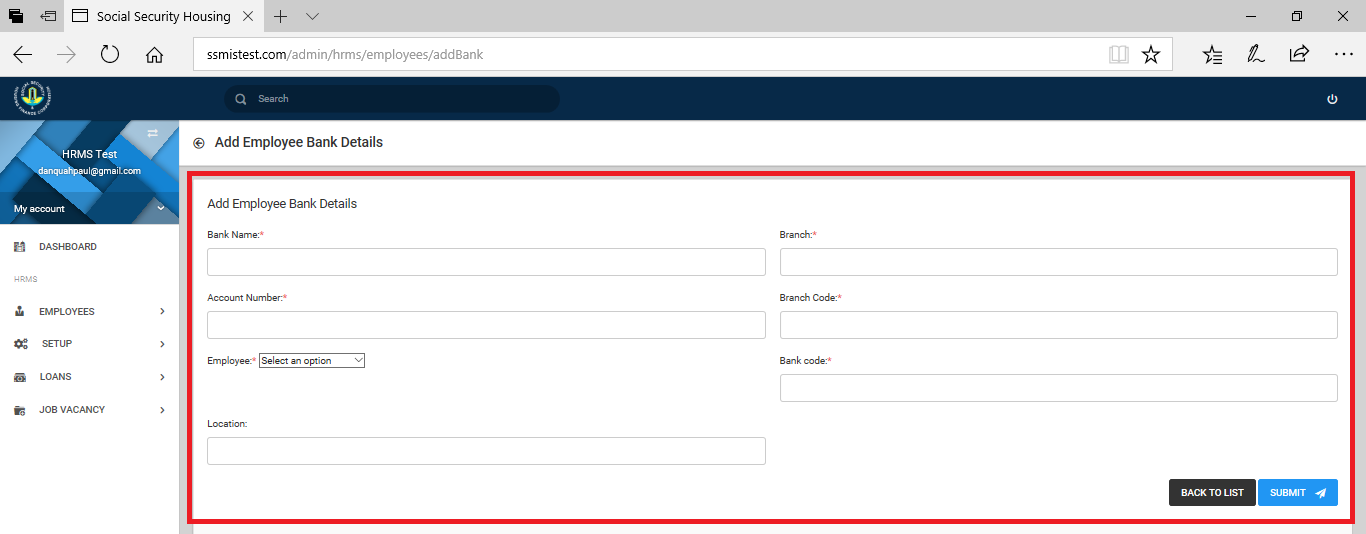 Social Security Housing
ssmistest.com/admin/hrms/employees/addBank
Search
HRMS Test
danquahpaul@gmail.com
My account
DASHBOARD
HRMS
EMPLOYEES
SETUP
LOANS
JOB VACANCY
Add Employee Bank Details
Add Employee Bank Details
Bank Name:*
Branch:*
Account Number:*
Branch Code:*
Employee:* Select an option
Bank code:*
Location:
BACK TO LIST
SUBMIT